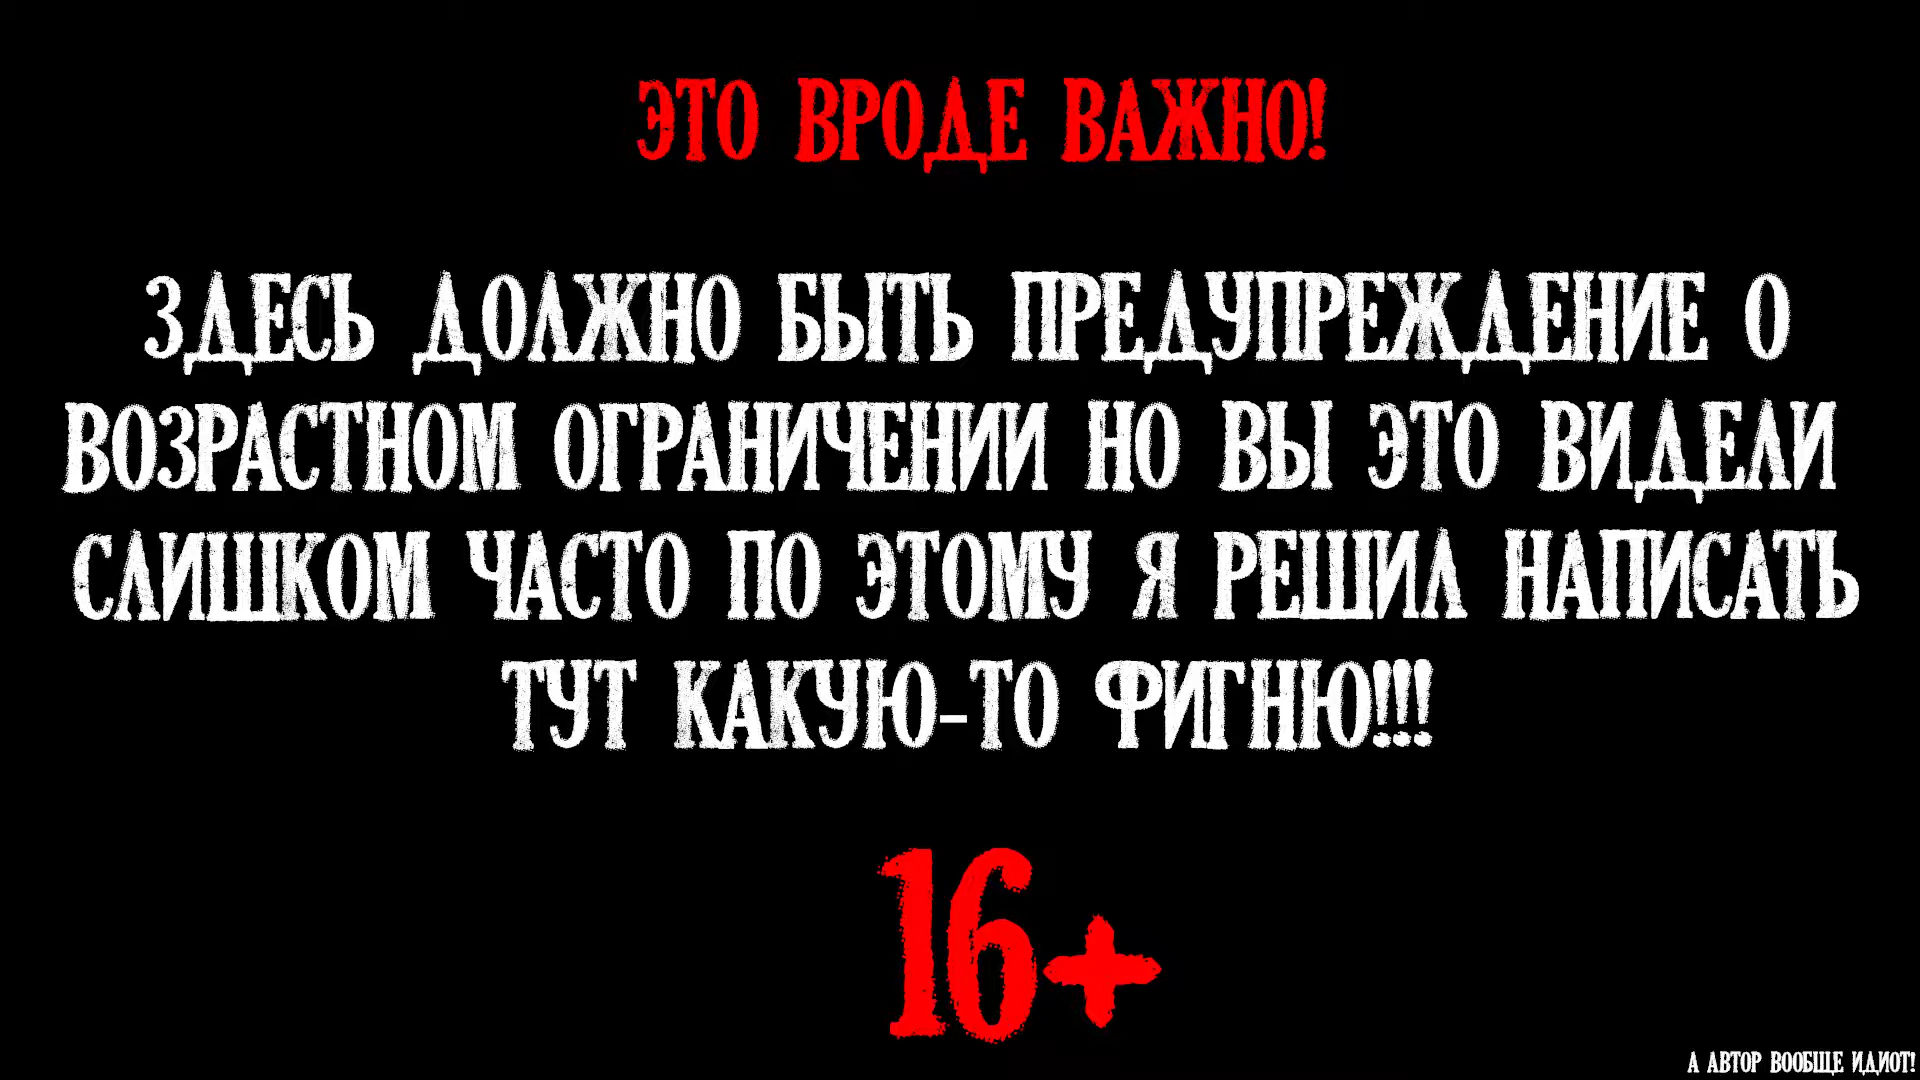 ЭТО ВРОДЕ ВАЖНО!
ЗДЕСЬ ДОЛЖНО БЫТЬ ПРЕДУПРЕЖДЕНИЕ О
ВОЗРАСТНОМ ОГРАНИЧЕНИИ НО ВЫ ЭТО ВИДЕЛИ
СЛИШКОМ ЧАСТО ПО ЭТОМУ Я РЕШИЛ НАПИСАТЬ
ТУТ КАКУЮ-ТО ФИГНЮ!!!
16+
А АВТОР ВООБЩЕ ИДИОТ!